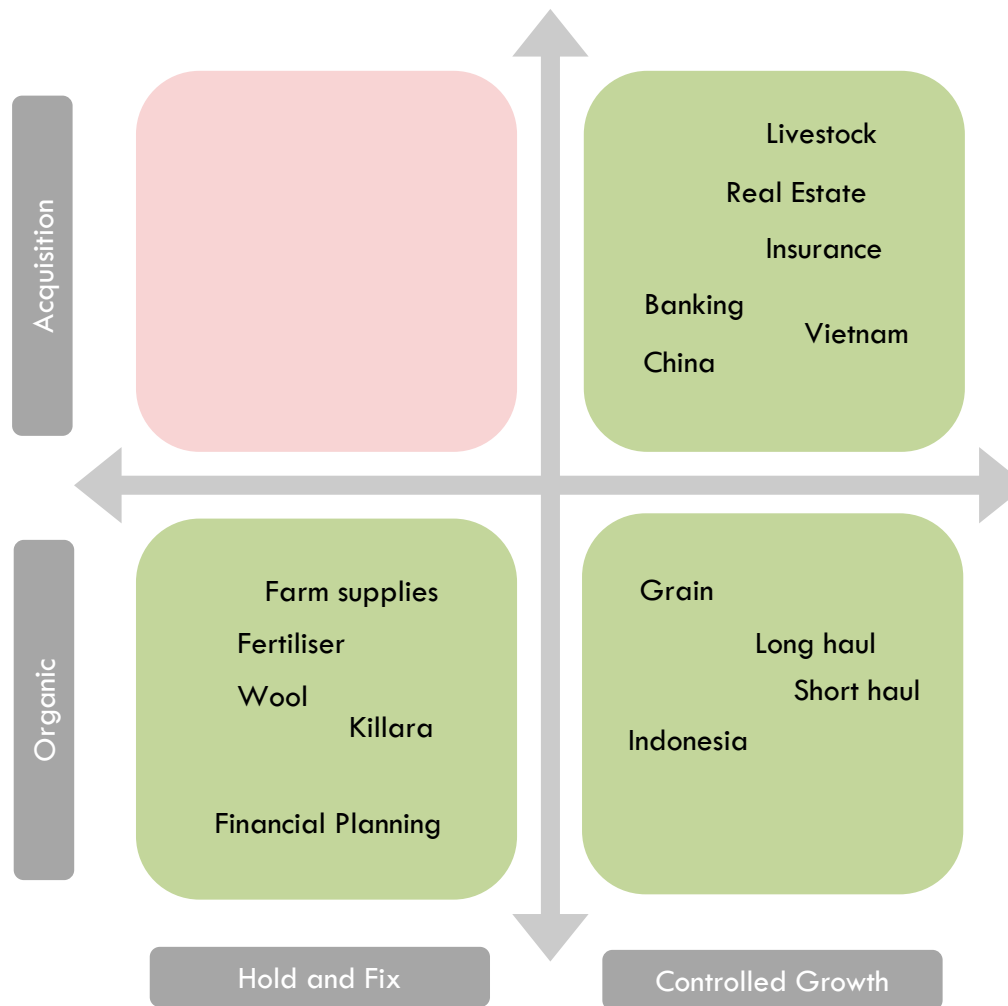 Acquisition
Livestock
Real Estate
Insurance
Banking
Vietnam
China
Organic
Farm supplies
Fertiliser
Wool
Killara
Financial Planning
Grain
Long haul
Short haul
Indonesia
Hold and Fix
Controlled Growth